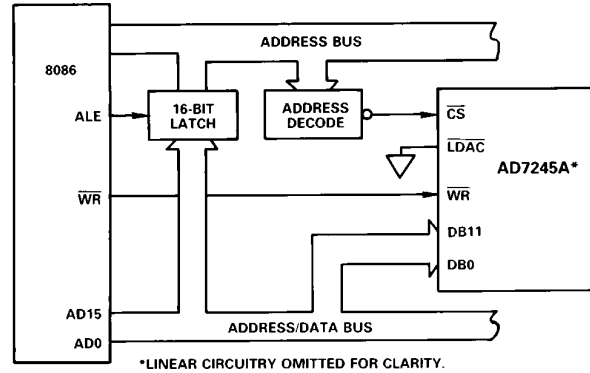 ADDRESS BUS
8086
ALE
16-BIT
LATCH
ADDRESS
DECODE
CS
LDAC
AD7245A*
WR
WR
DB11
DB0
AD15
AD0
ADDRESS/DATA BUS
*LINEAR CIRCUITRY OMITTED FOR CLARITY.